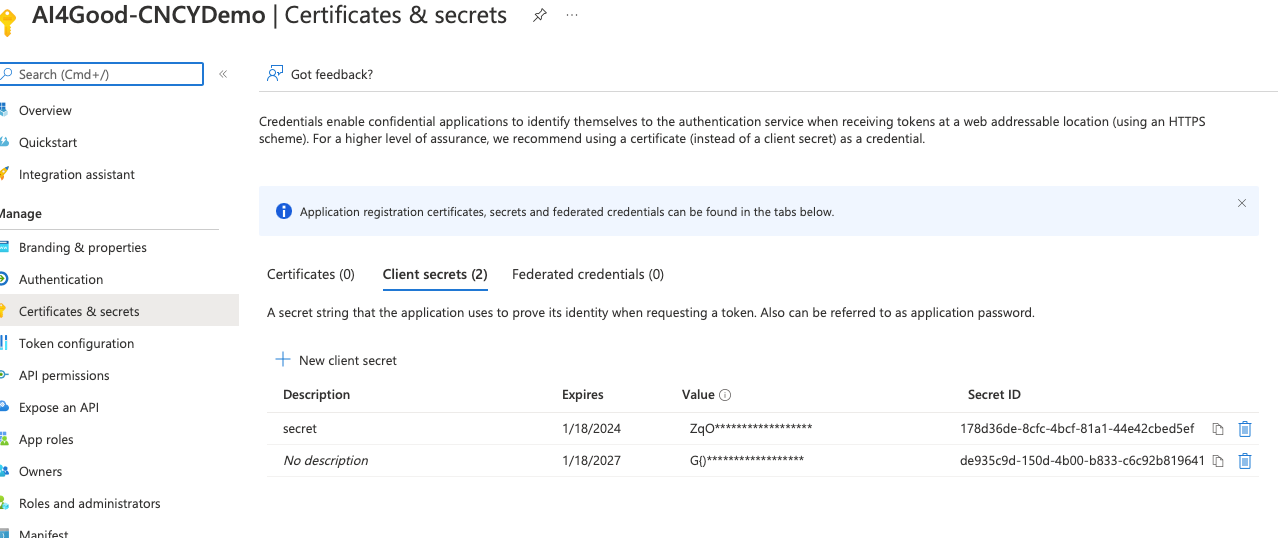 AI4Good-CNCYDemo | Certificates & secrets
Search (Cmd+/)
«
Got feedback?
Overview
Quickstart
Integration assistant
Manage
Branding & properties
Authentication
Certificates & secrets
Token configuration
API permissions
Expose an API
App roles
Owners
Roles and administrators
Manifest
Credentials enable confidential applications to identify themselves to the authentication service when receiving tokens at a web addressable location (using an HTTPS
scheme). For a higher level of assurance, we recommend using a certificate (instead of a client secret) as a credential.
Application registration certificates, secrets and federated credentials can be found in the tabs below.
Certificates (0) Client secrets (2) Federated credentials (0)
A secret string that the application uses to prove its identity when requesting a token. Also can be referred to as application password.
New client secret
Description Expires Value Secret ID
secret 1/18/2024 ZqO****************** 178d36de-8cfc-4bcf-81a1-44e42cbed5ef
No description 1/18/2027 G()****************** de935c9d-150d-4b00-b833-c6c92b819641